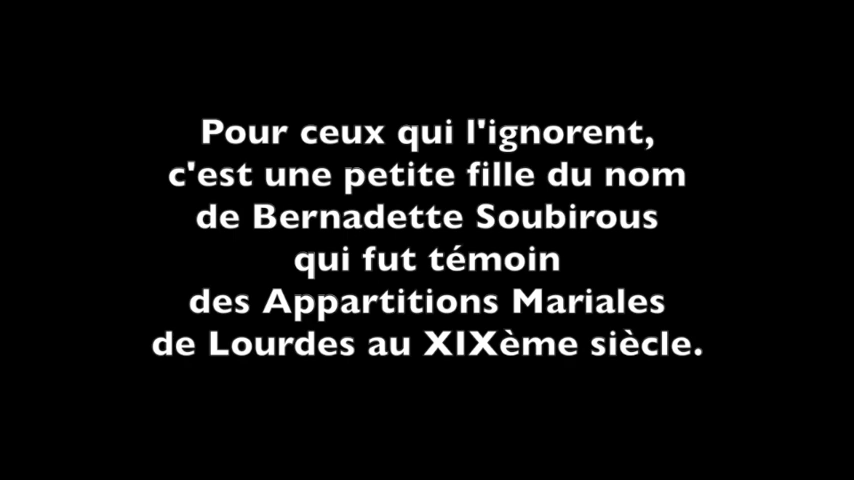 Pour ceux qui l'ignorent,
c'est une petite fille du nom
de Bernadette Soubirous
qui fut témoin
des Appartitions Mariales
de Lourdes au XIXème siècle.